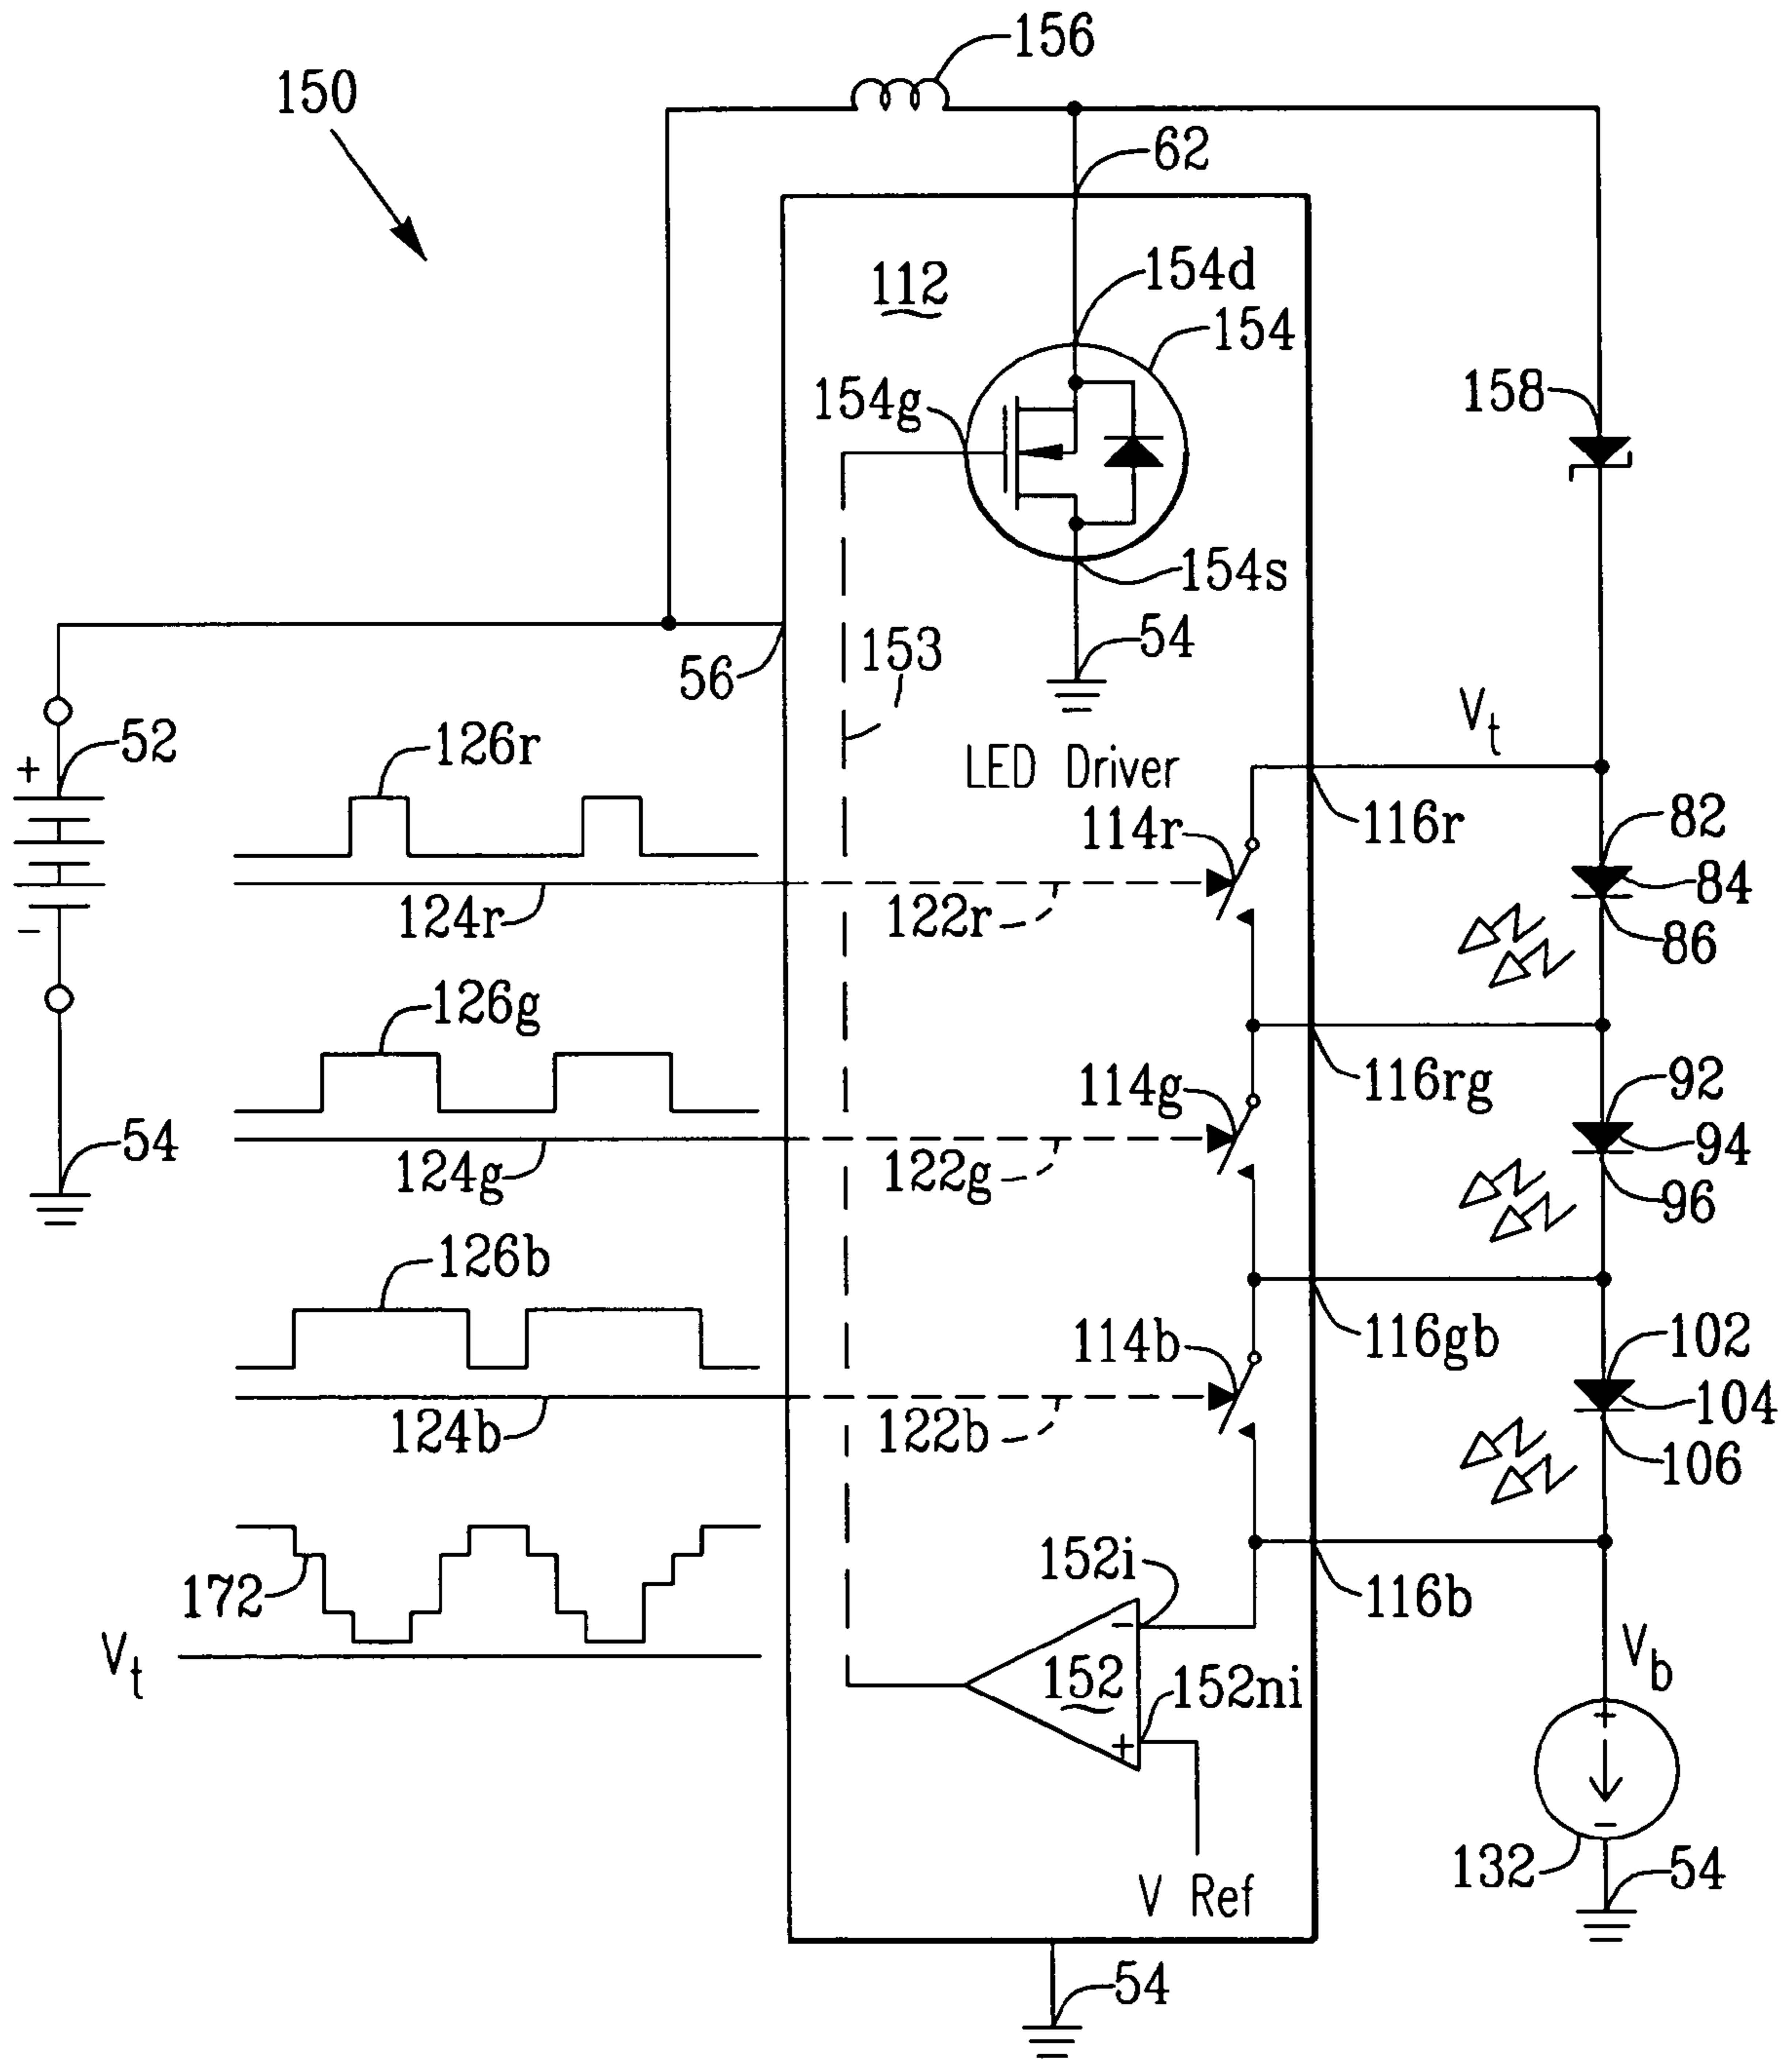 156
150
62
112
154d
154
154g
158
154s
54
153
56
Vt
52
+
-
126r
LED Driver
114r
116r
82
84
86
124r
122r
126g
114g
116rg
92
94
96
54
124g
122g
126b
114b
116gb
102
104
106
124b
122b
172
Vt
152i
116b
-
152
152ni
+
Vb
+
-
132
54
V Ref
54